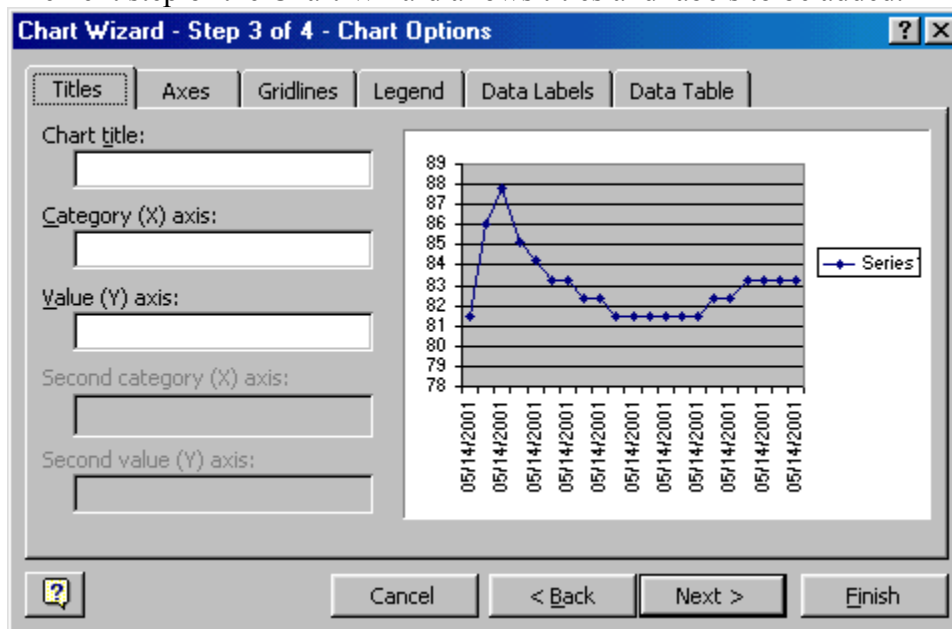 Chart Wizard - Step 3 of 4 - Chart Options
Titles Axes Gridlines Legend Data Labels Data Table
Chart title:
Category (X) axis:
Value (Y) axis:
Second category (X) axis:
Second value (Y) axis:
89
88
87
86
85
84
83
82
81
80
79
78
05/14/2001
05/14/2001
05/14/2001
05/14/2001
05/14/2001
05/14/2001
05/14/2001
05/14/2001
05/14/2001
05/14/2001
05/14/2001
Series1
Cancel < Back Next > Finish